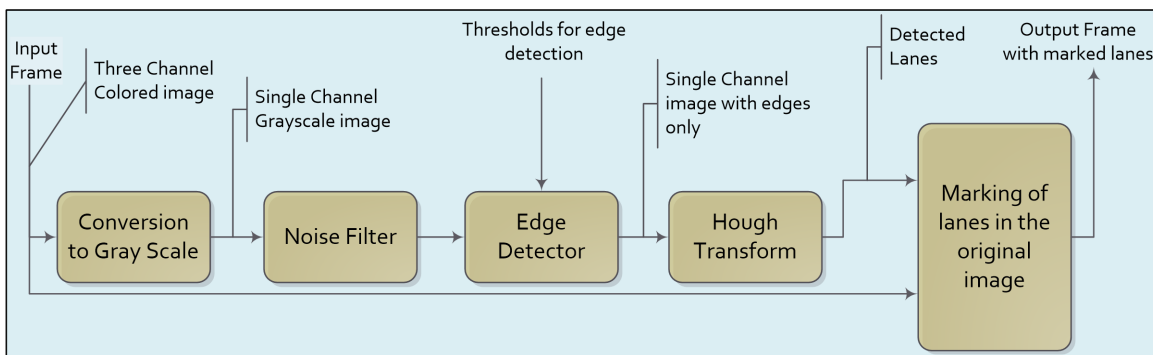 Input
Frame
Three Channel
Colored image
Single Channel
Grayscale image
Thresholds for edge
detection
Single Channel
image with edges
only
Detected
Lanes
Output Frame
with marked lanes
Conversion
to Gray Scale
Noise Filter
Edge
Detector
Hough
Transform
Marking of
lanes in the
original
image